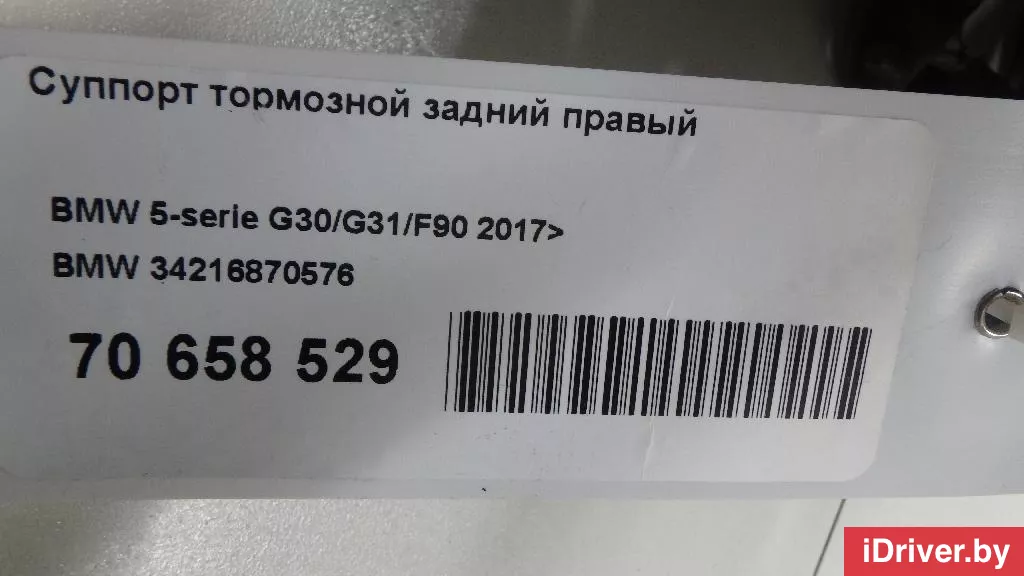 Суппорт тормозной задний правый
BMW 5-serie G30/G31/F90 2017>
BMW 34216870576
70 658 529
iDriver.by